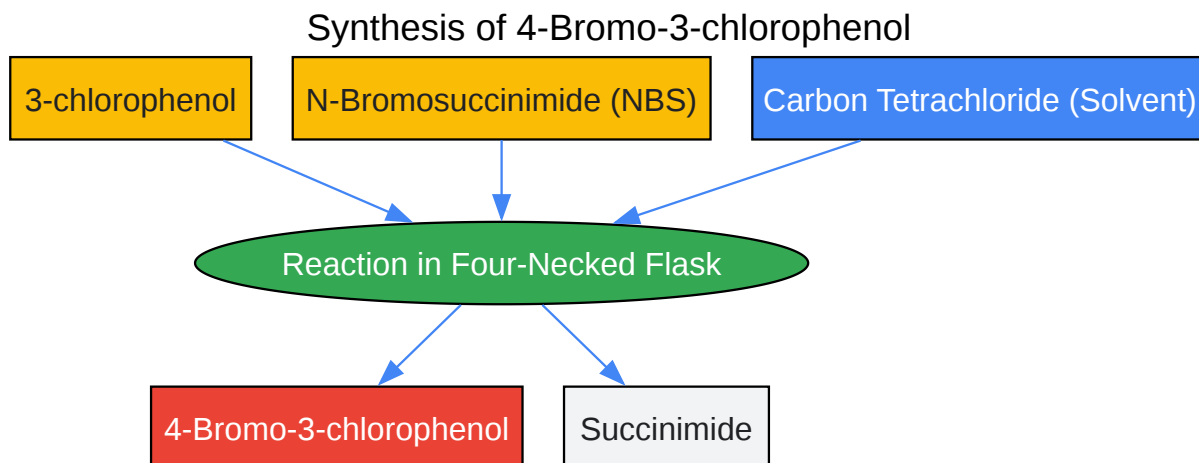 Synthesis of 4-Bromo-3-chlorophenol
3-chlorophenol
N-Bromosuccinimide (NBS)
Carbon Tetrachloride (Solvent)
Reaction in Four-Necked Flask
4-Bromo-3-chlorophenol
Succinimide